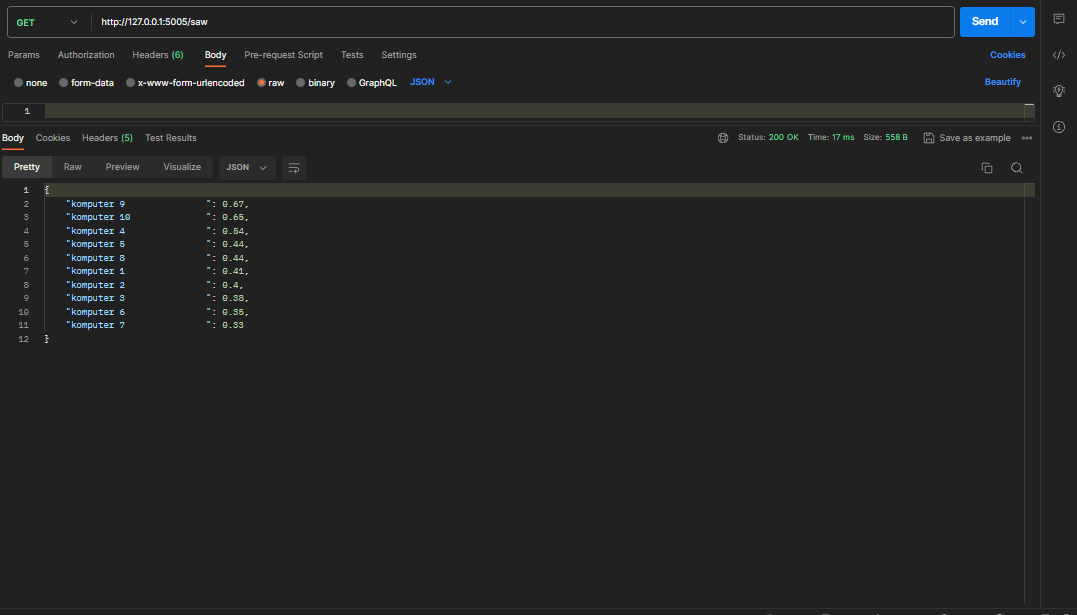 GET http://127.0.0.1:5005/saw Send
Params Authorization Headers (6) Body Pre-request Script Tests Settings Cookies
none form-data x-www-form-urlencoded raw binary GraphQL JSON Beautify
1
Body Cookies Headers (5) Test Results Status: 200 OK Time: 17 ms Size: 558 B Save as example
Pretty Raw Preview Visualize JSON
1 {
2 "komputer 9                ": 0.67,
3 "komputer 10               ": 0.65,
4 "komputer 4                ": 0.54,
5 "komputer 5                ": 0.44,
6 "komputer 8                ": 0.44,
7 "komputer 1                ": 0.41,
8 "komputer 2                ": 0.4,
9 "komputer 3                ": 0.38,
10 "komputer 6                ": 0.35,
11 "komputer 7                ": 0.33
12 }